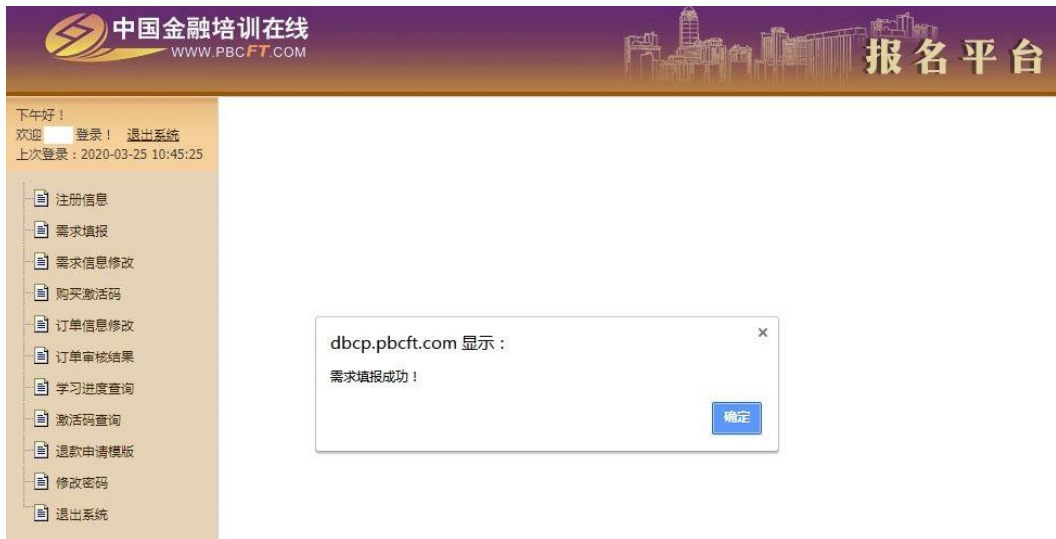 中国金融培训在线
WWW.PBCFT.COM
报名平台
下午好！
欢迎 登录！ 退出系统
上次登录：2020-03-25 10:45:25
注册信息
需求填报
需求信息修改
购买激活码
订单信息修改
订单审核结果
学习进度查询
激活码查询
退款申请模版
修改密码
退出系统
dbcp.pbcft.com 显示：
×
需求填报成功！
确定